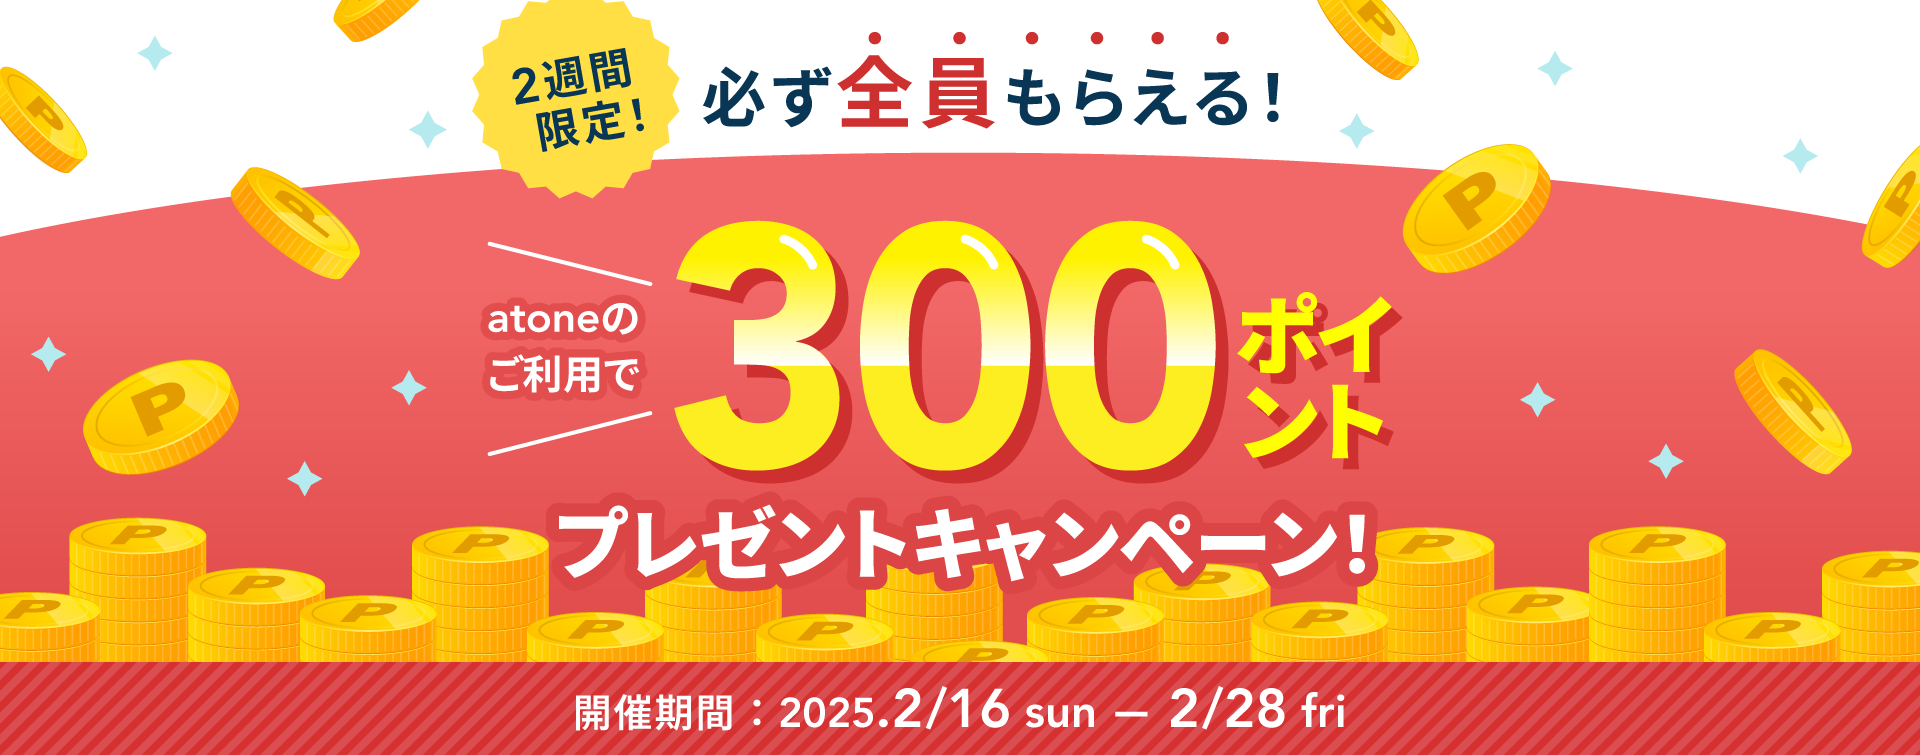 2週間
限定！
必ず全員もらえる！
atoneの
ご利用で
300
ポイ
ント
プレゼントキャンペーン！
開催期間：2025.2/16 sun − 2/28 fri